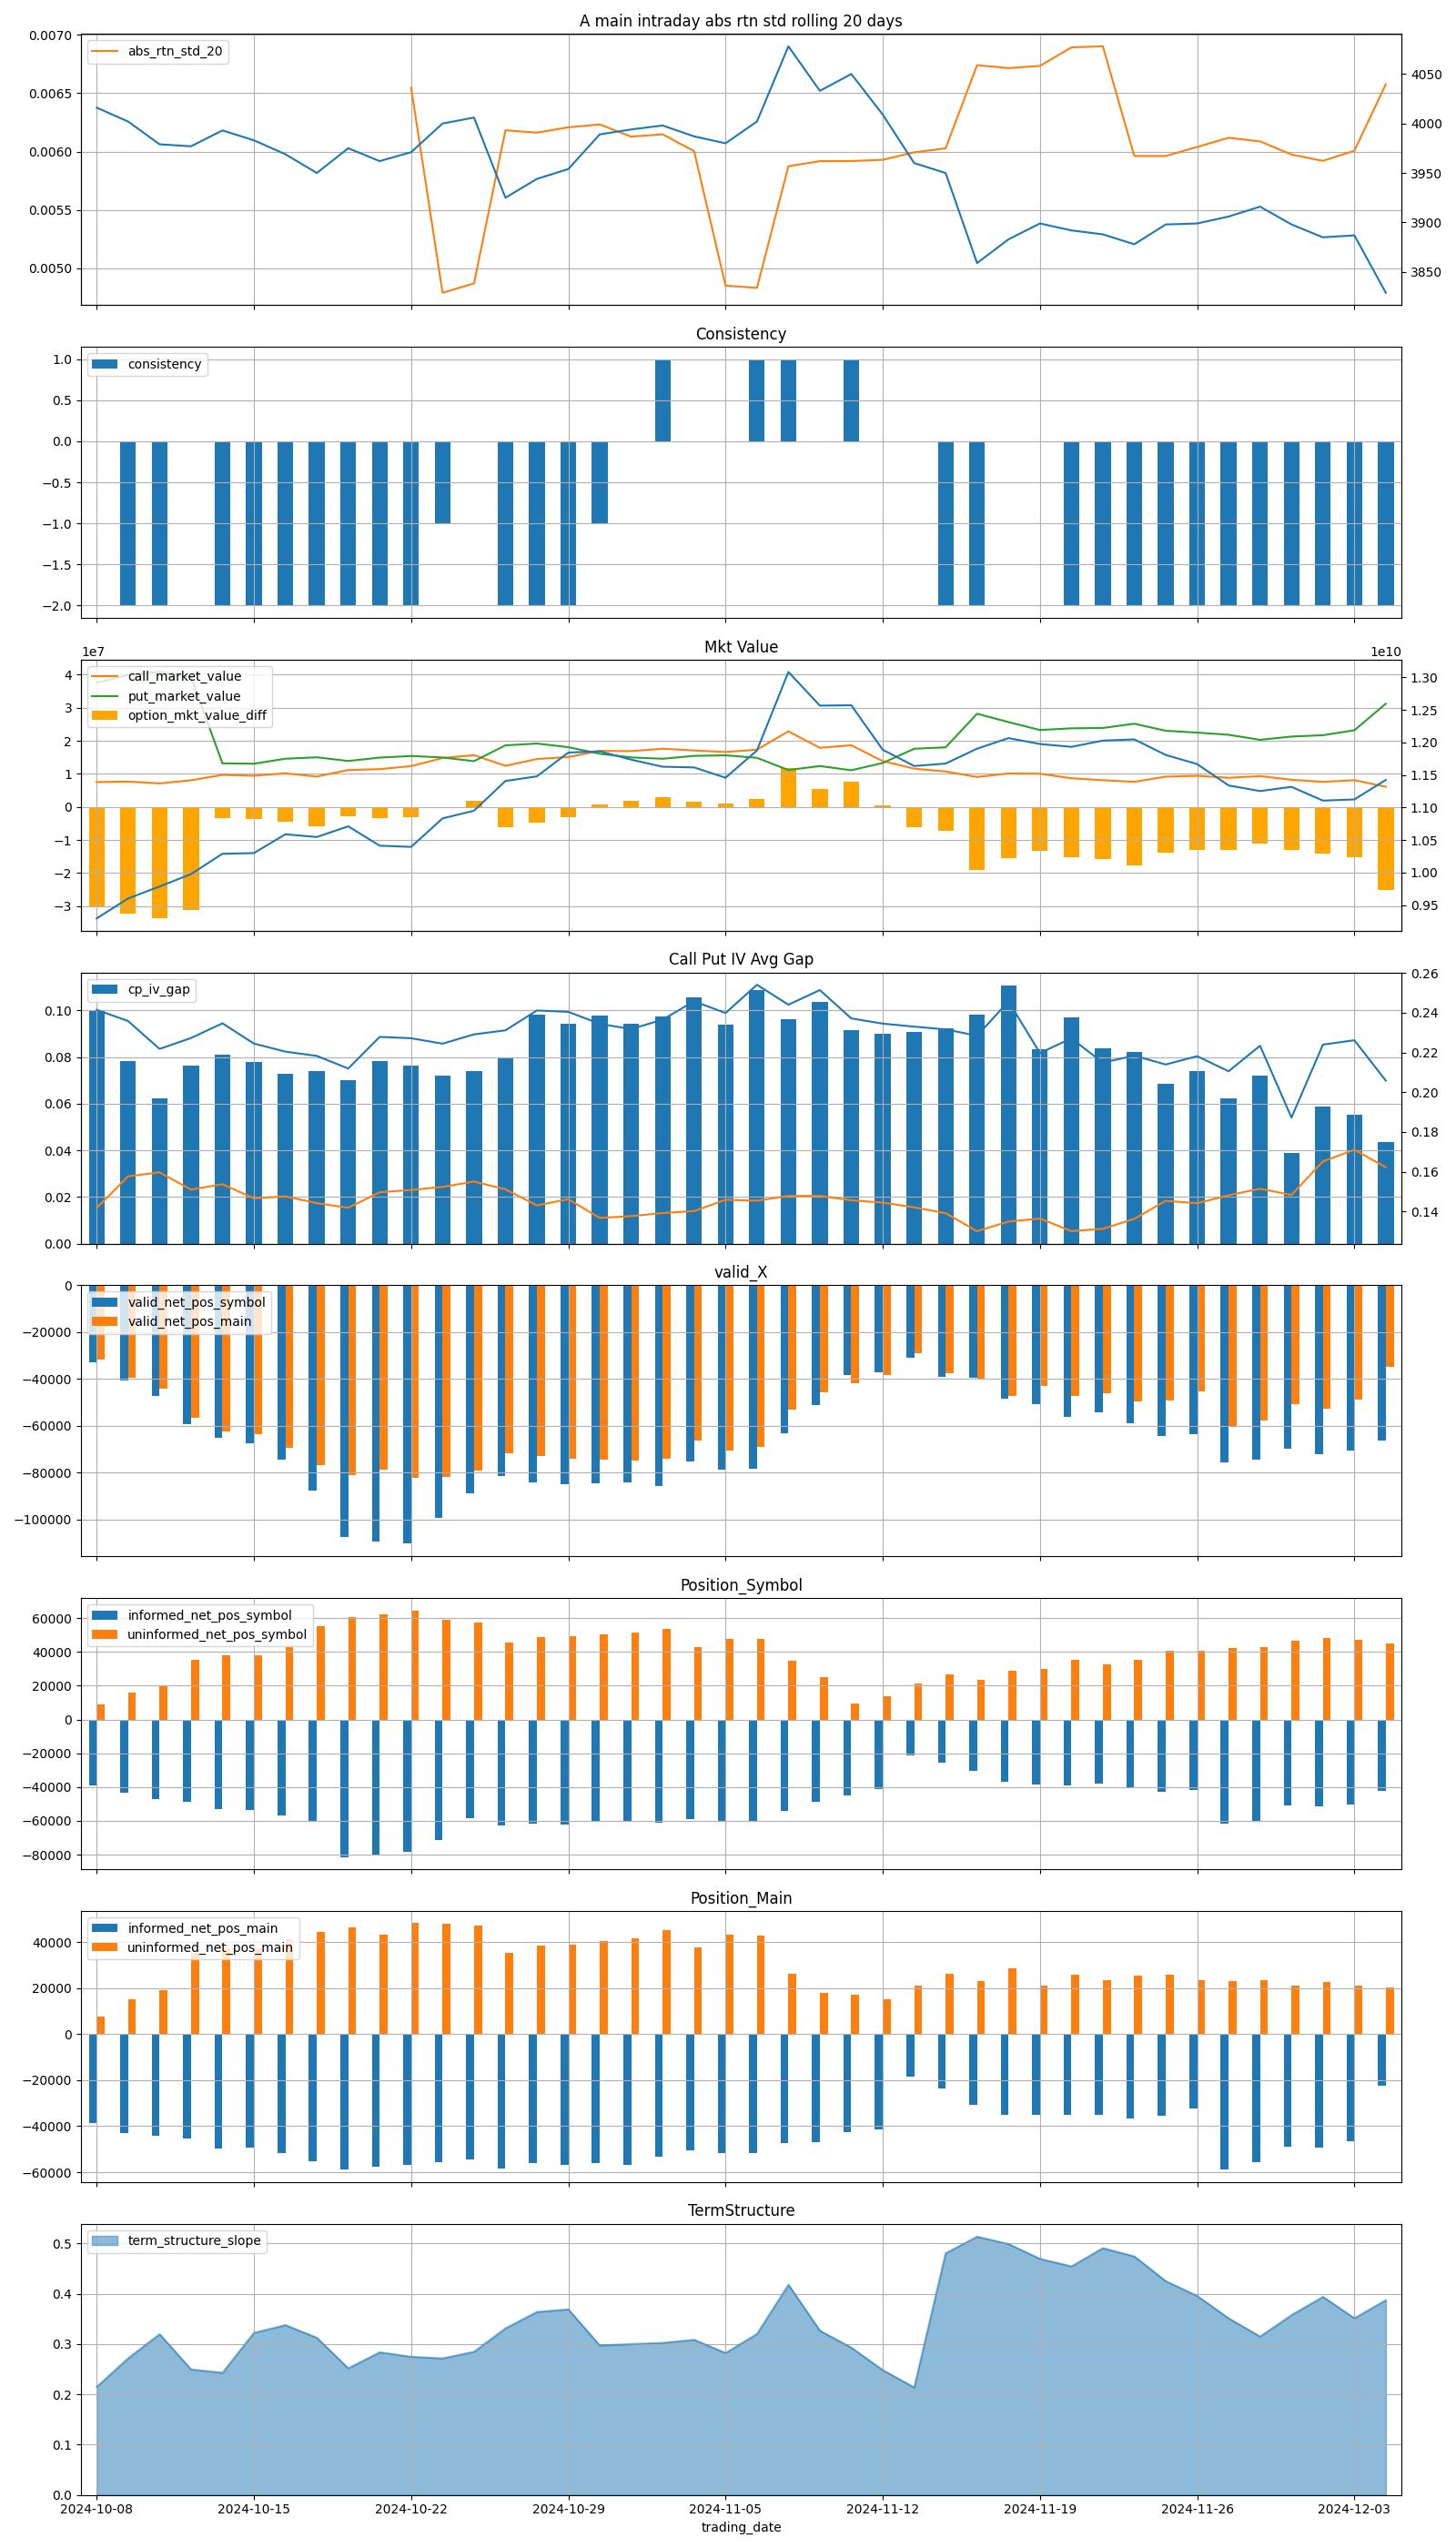 A main intraday abs rtn std rolling 20 days
abs_rtn_std_20
0.0070
0.0065
0.0060
0.0055
0.0050
4050
4000
3950
3900
3850
Consistency
consistency
1.0
0.5
0.0
−0.5
−1.0
−1.5
−2.0
Mkt Value
1e7
1e10
call_market_value
put_market_value
option_mkt_value_diff
4
3
2
1
0
−1
−2
−3
1.30
1.25
1.20
1.15
1.10
1.05
1.00
0.95
Call Put IV Avg Gap
cp_iv_gap
0.10
0.08
0.06
0.04
0.02
0.00
0.26
0.24
0.22
0.20
0.18
0.16
0.14
valid_X
valid_net_pos_symbol
valid_net_pos_main
0
−20000
−40000
−60000
−80000
−100000
Position_Symbol
informed_net_pos_symbol
uninformed_net_pos_symbol
60000
40000
20000
0
−20000
−40000
−60000
−80000
Position_Main
informed_net_pos_main
uninformed_net_pos_main
40000
20000
0
−20000
−40000
−60000
TermStructure
term_structure_slope
0.5
0.4
0.3
0.2
0.1
0.0
2024-10-08 2024-10-15 2024-10-22 2024-10-29 2024-11-05 2024-11-12 2024-11-19 2024-11-26 2024-12-03
trading_date